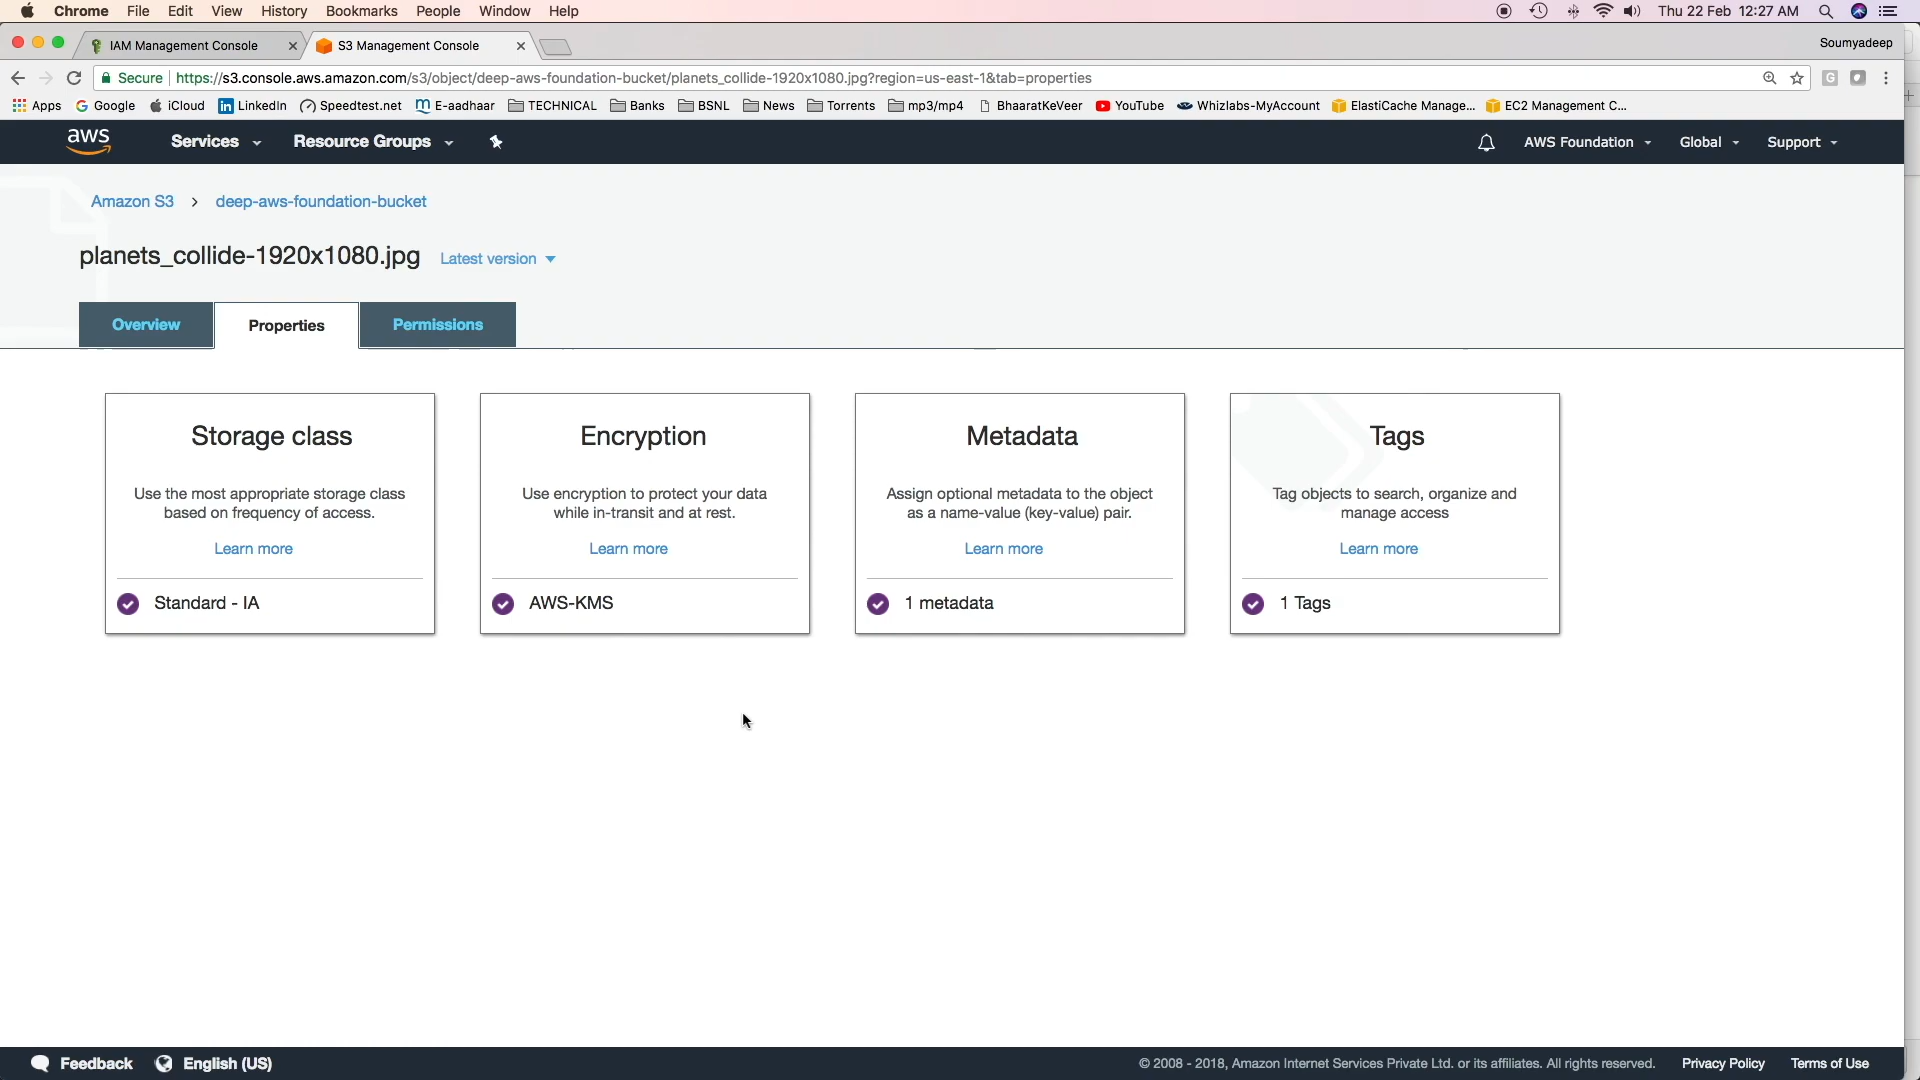 Chrome File Edit View History Bookmarks People Window Help Thu 22 Feb 12:27 AM
IAM Management Console S3 Management Console Soumyadeep
Secure https://s3.console.aws.amazon.com/s3/object/deep-aws-foundation-bucket/planets_collide-1920x1080.jpg?region=us-east-1&tab=properties
Apps Google iCloud LinkedIn Speedtest.net E-aadhaar TECHNICAL Banks BSNL News Torrents mp3/mp4 BhaaratKeVeer YouTube Whizlabs-MyAccount ElastiCache Manage... EC2 Management C...
aws Services Resource Groups AWS Foundation Global Support
Amazon S3 > deep-aws-foundation-bucket
planets_collide-1920x1080.jpg Latest version
Overview Properties Permissions
Storage class
Use the most appropriate storage class
based on frequency of access.
Learn more
Standard - IA
Encryption
Use encryption to protect your data
while in-transit and at rest.
Learn more
AWS-KMS
Metadata
Assign optional metadata to the object
as a name-value (key-value) pair.
Learn more
1 metadata
Tags
Tag objects to search, organize and
manage access
Learn more
1 Tags
Feedback English (US) © 2008 - 2018, Amazon Internet Services Private Ltd. or its affiliates. All rights reserved. Privacy Policy Terms of Use